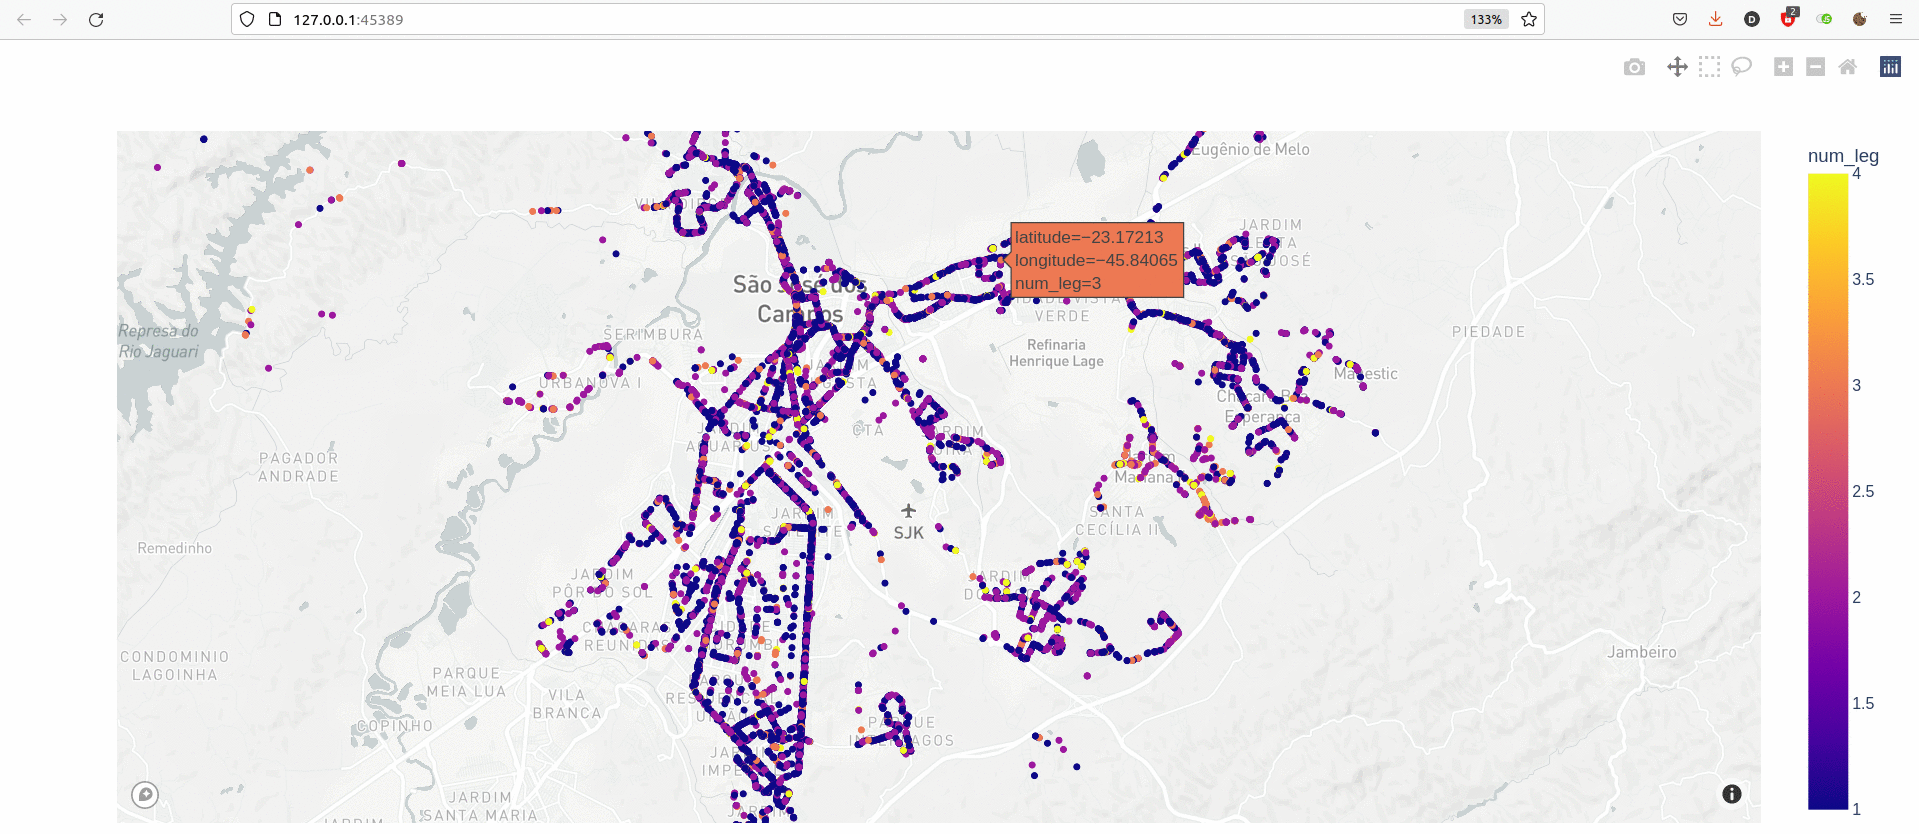 127.0.0.1:45389
133%
D
2
JS
num_leg
4
3.5
3
2.5
2
1.5
1
Eugênio de Melo
latitude=−23.17213
longitude=−45.84065
num_leg=3
JARDIM
São José dos
Campos
VERDE
Represa do
Rio Jaguari
SERIMBURA
Refinaria
Henrique Lage
PIEDADE
URBANOVA I
Majestic
Esperança
CTA
PAGADOR
ANDRADE
SANTA
CECÍLIA II
SJK
Remedinho
JARDIM
PÔR DO SOL
CONDOMINIO
LAGOINHA
PARQUE
MEIA LUA
VILA
BRANCA
COPINHO
Jambeiro
PARQUE
JARDIM
SANTA MARIA